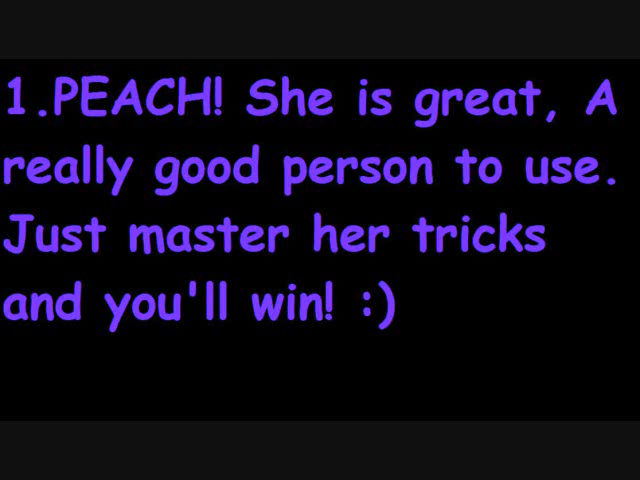 1.PEACH! She is great, A
really good person to use.
Just master her tricks
and you'll win! :)